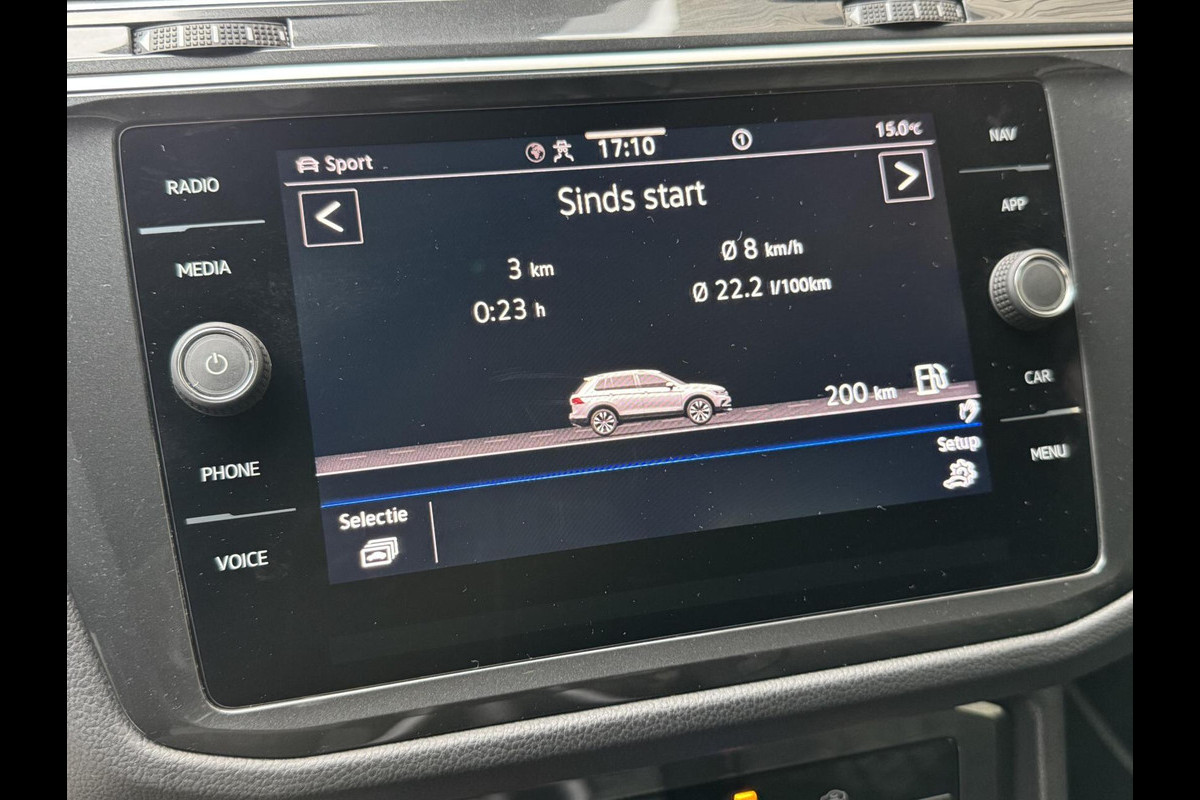 Sport
17:10
1
15.0°C
NAV
RADIO
<
Sinds start
>
APP
MEDIA
3 km
Ø 8 km/h
0:23 h
Ø 22.2 l/100km
200 km
CAR
Setup
MENU
PHONE
Selectie
VOICE